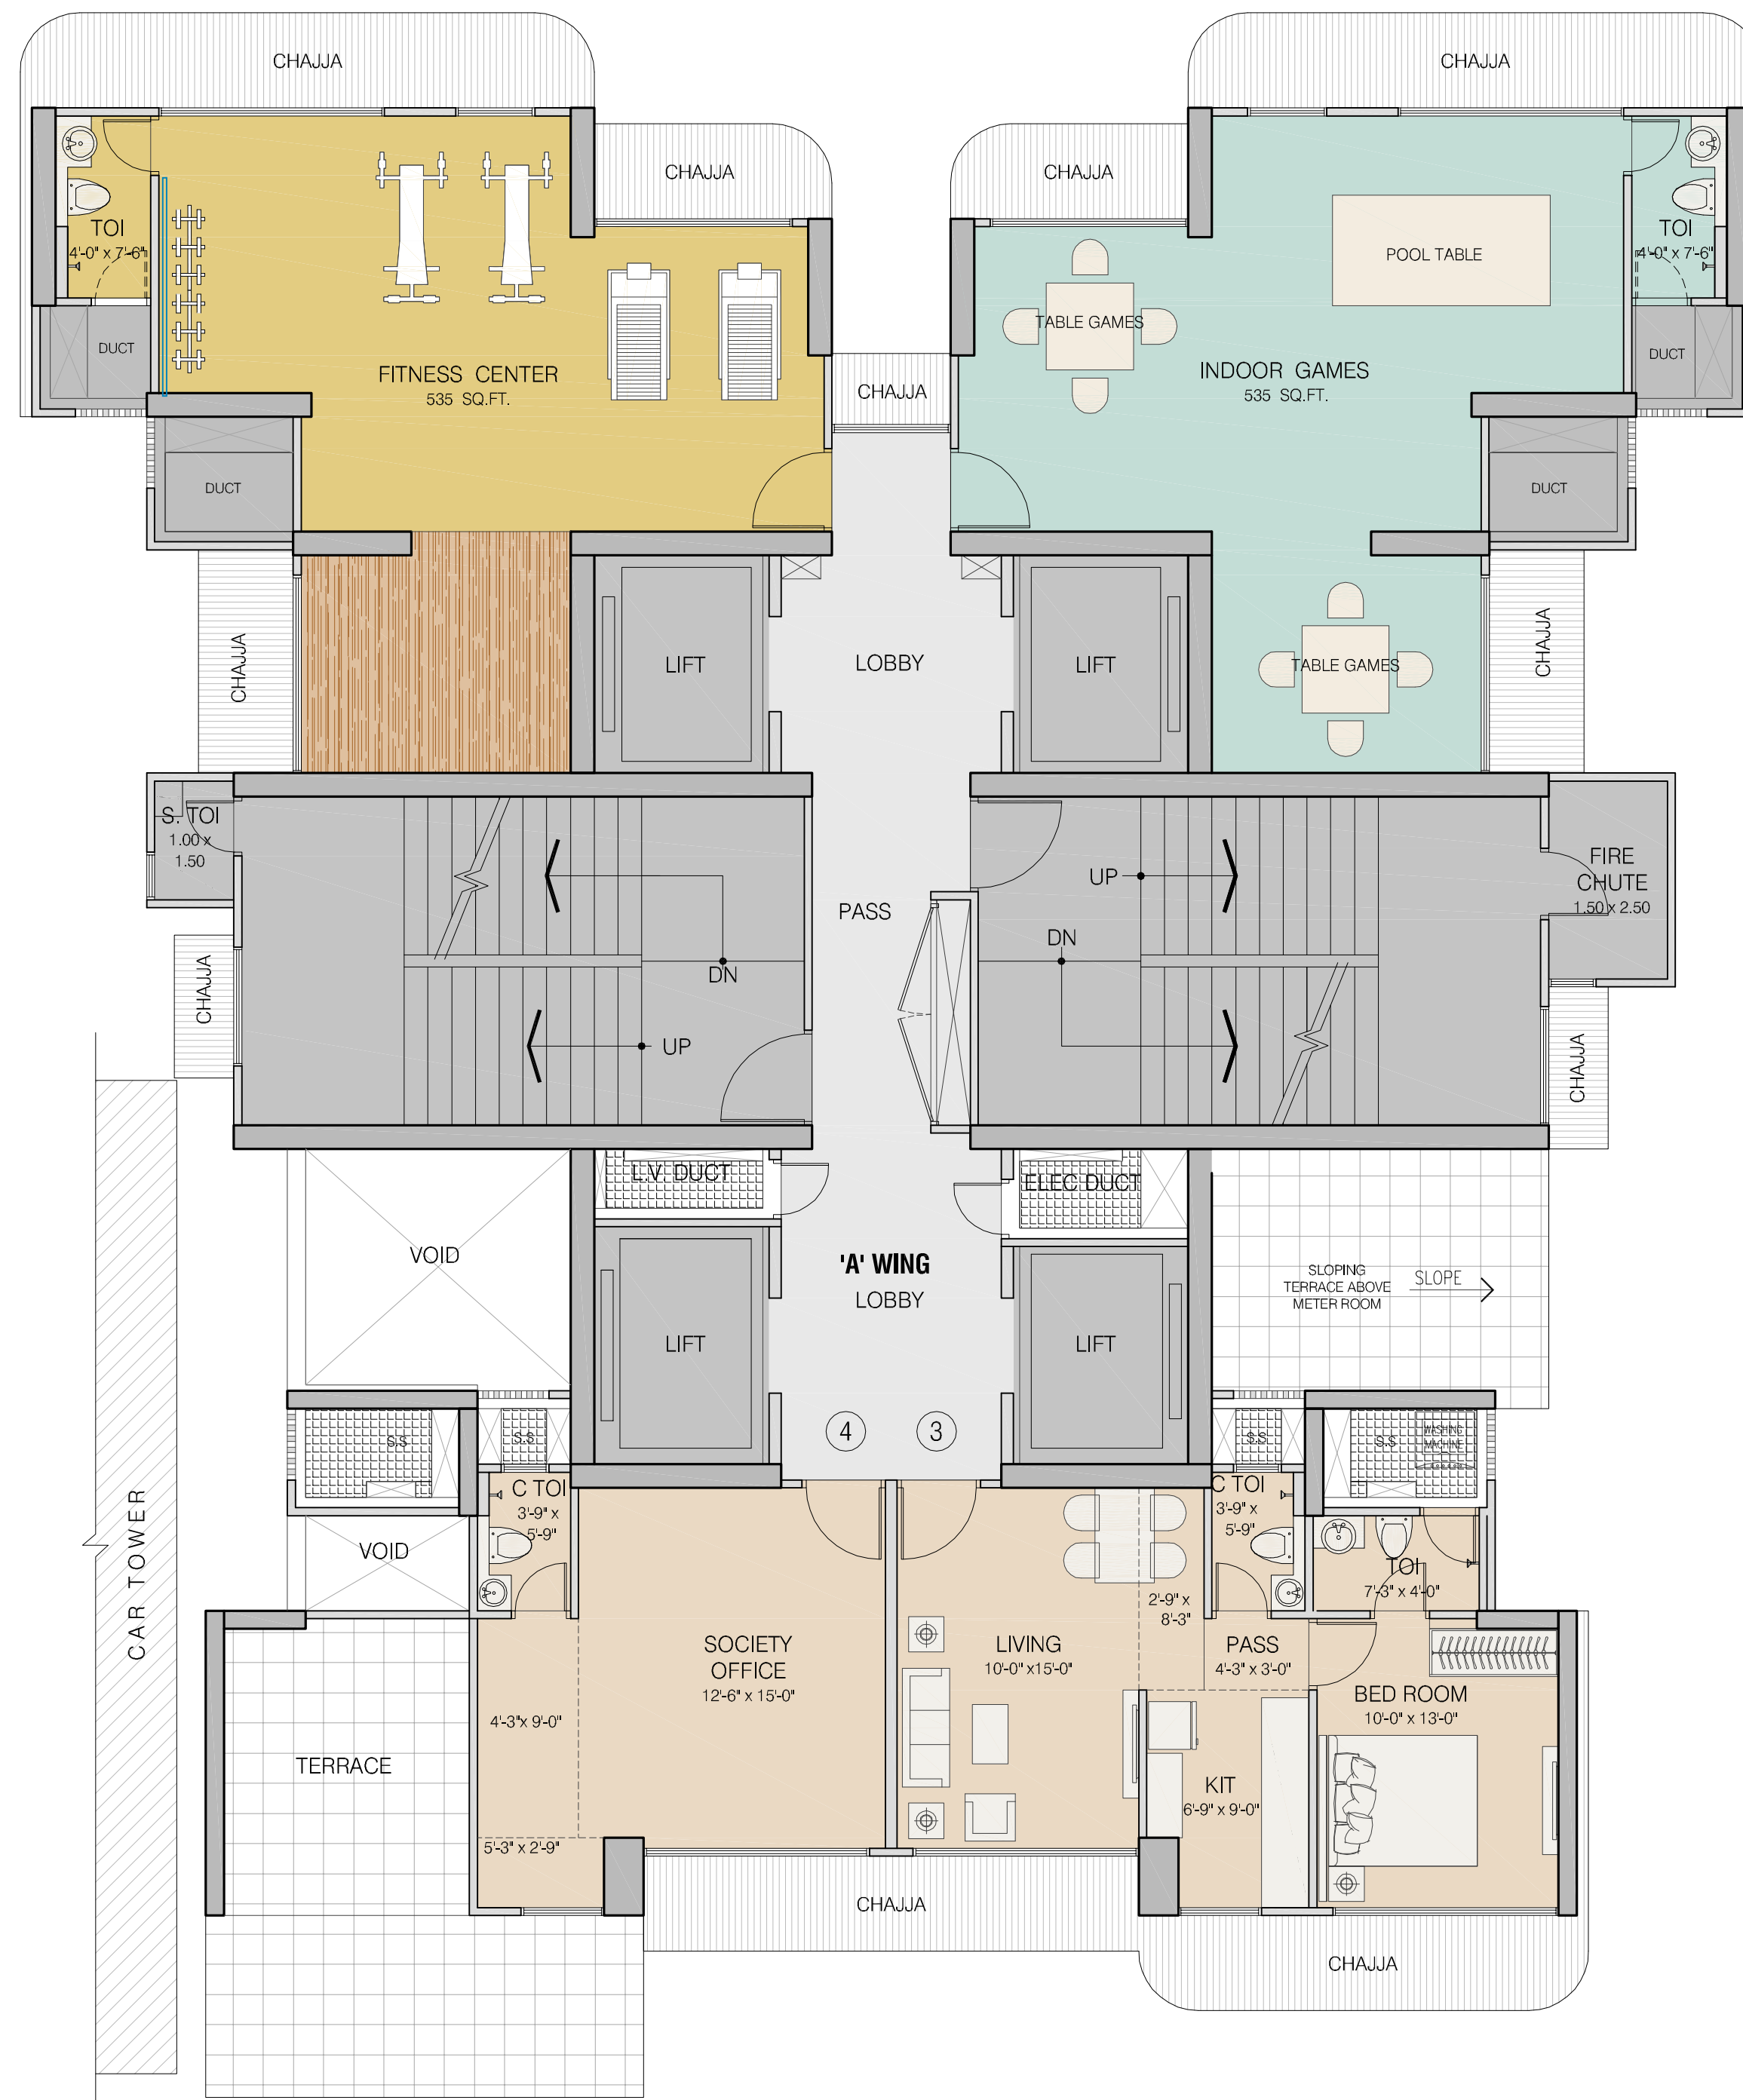 CHAJJA
CHAJJA
CHAJJA
CHAJJA
TOI
4'-0" x 7'-6"
POOL TABLE
TOI
4'-0" x 7'-6"
TABLE GAMES
DUCT
DUCT
FITNESS CENTER
535 SQ.FT.
CHAJJA
INDOOR GAMES
535 SQ.FT.
DUCT
DUCT
CHAJJA
LIFT
LOBBY
LIFT
TABLE GAMES
CHAJJA
S. TOI
1.00 x
1.50
UP
FIRE
CHUTE
1.50 x 2.50
PASS
DN
DN
CHAJJA
UP
CHAJJA
L.V. DUCT
ELEC DUCT
VOID
'A' WING
LOBBY
SLOPING
TERRACE ABOVE
METER ROOM
SLOPE
LIFT
LIFT
4
3
S.S
S.S
S.S
S.S
WASHING
MACHINE
CAR TOWER
C TOI
3'-9" x
5'-9"
C TOI
3'-9" x
5'-9"
VOID
TOI
7'-3" x 4'-0"
2'-9" x
8'-3"
SOCIETY
OFFICE
12'-6" x 15'-0"
LIVING
10'-0" x15'-0"
PASS
4'-3" x 3'-0"
BED ROOM
10'-0" x 13'-0"
4'-3"x 9'-0"
TERRACE
KIT
6'-9" x 9'-0"
5'-3" x 2'-9"
CHAJJA
CHAJJA